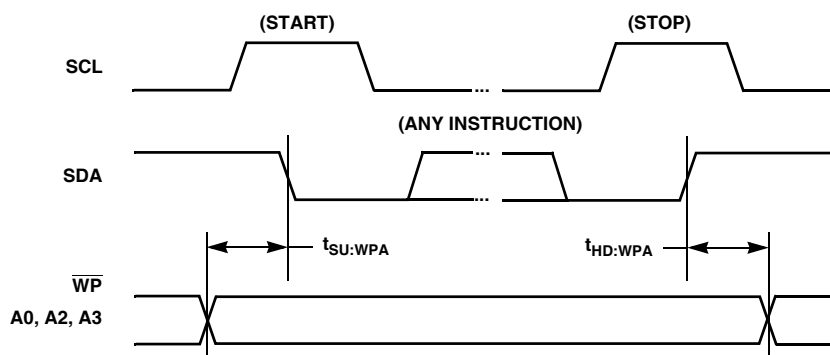 (START) (STOP)
SCL
... 
(ANY INSTRUCTION)
SDA
...
...
tSU:WPA tHD:WPA
WP
A0, A2, A3